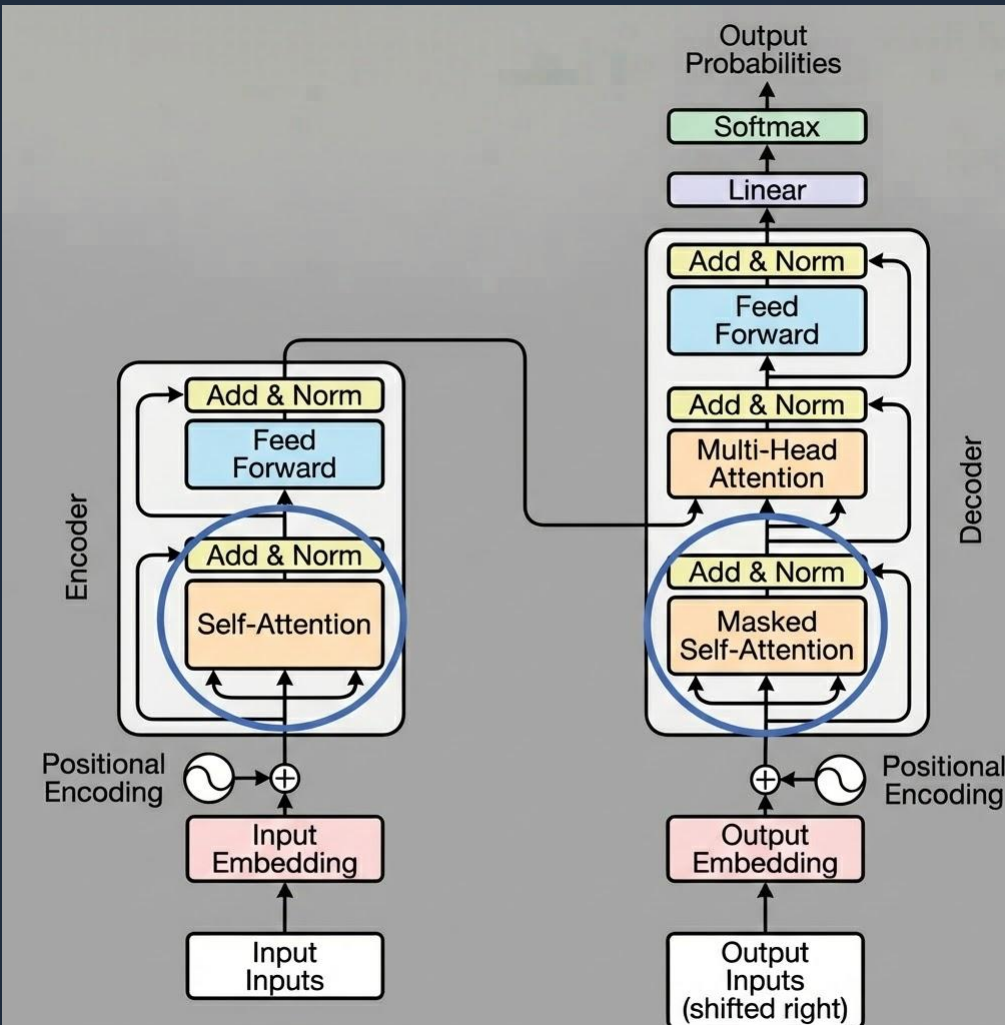 Output
Probabilities
Softmax
Linear
Add & Norm
Feed
Forward
Add & Norm
Multi-Head
Attention
Add & Norm
Masked
Self-Attention
Decoder
Positional
Encoding
Output
Embedding
Output
Inputs
(shifted right)
Encoder
Add & Norm
Feed
Forward
Add & Norm
Self-Attention
Positional
Encoding
Input
Embedding
Input
Inputs